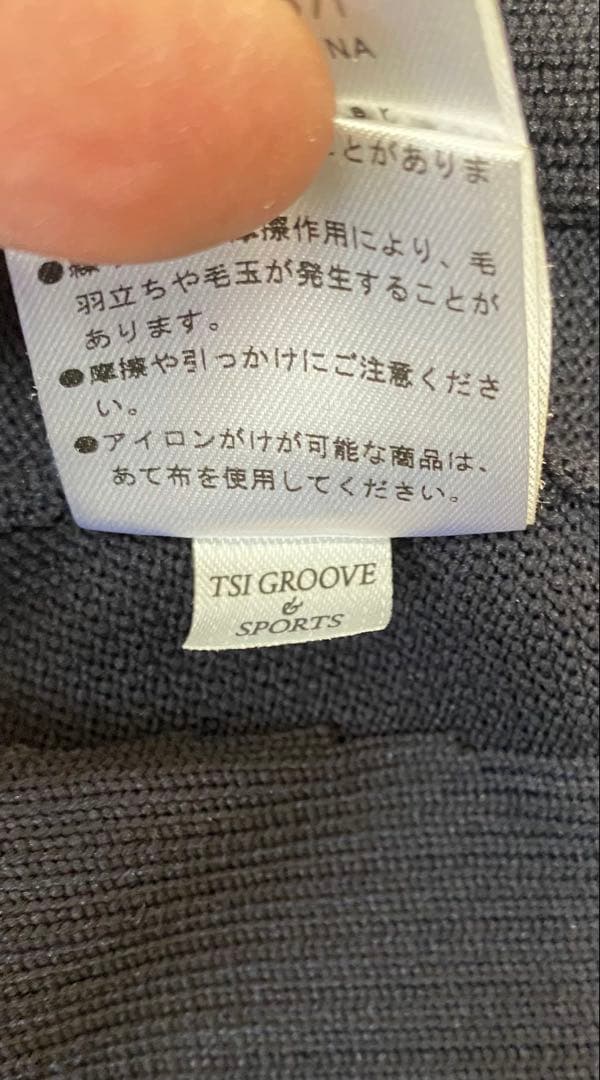 NA
とがありま
擦作用により、毛
羽立ちや毛玉が発生することが
あります。
●摩擦や引っかけにご注意くださ
い。
●アイロンがけが可能な商品は、
あて布を使用してください。
TSI GROOVE
&
SPORTS